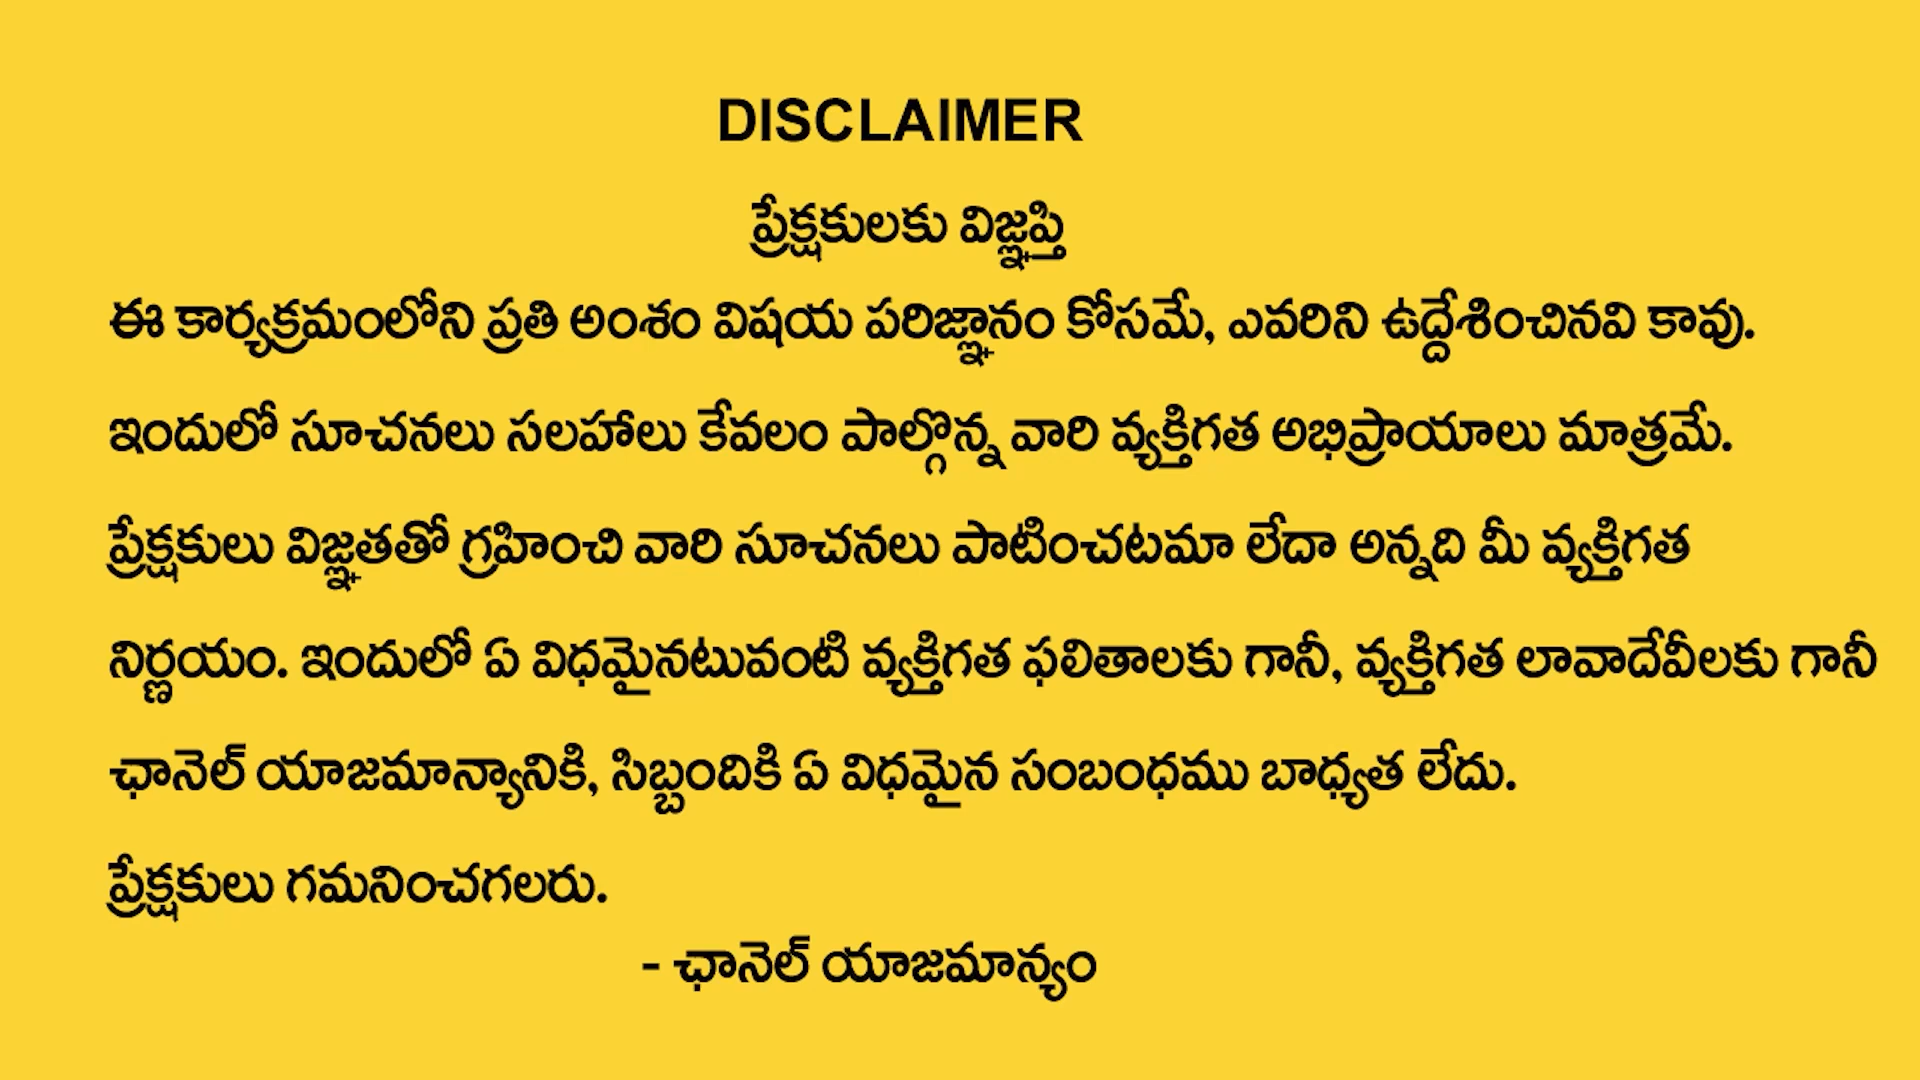 DISCLAIMER
ప్రేక్షకులకు విజ్ఞప్తి
ఈ కార్యక్రమంలోని ప్రతి అంశం విషయ పరిజ్ఞానం కోసమే, ఎవరిని ఉద్దేశించినవి కావు.
ఇందులో సూచనలు సలహాలు కేవలం పాల్గొన్న వారి వ్యక్తిగత అభిప్రాయాలు మాత్రమే.
ప్రేక్షకులు విజ్ఞతతో గ్రహించి వారి సూచనలు పాటించటమా లేదా అన్నది మీ వ్యక్తిగత
నిర్ణయం. ఇందులో ఏ విధమైనటువంటి వ్యక్తిగత ఫలితాలకు గానీ, వ్యక్తిగత లావాదేవీలకు గానీ
ఛానెల్ యాజమాన్యానికి, సిబ్బందికి ఏ విధమైన సంబంధము బాధ్యత లేదు.
ప్రేక్షకులు గమనించగలరు.
- ఛానెల్ యాజమాన్యం